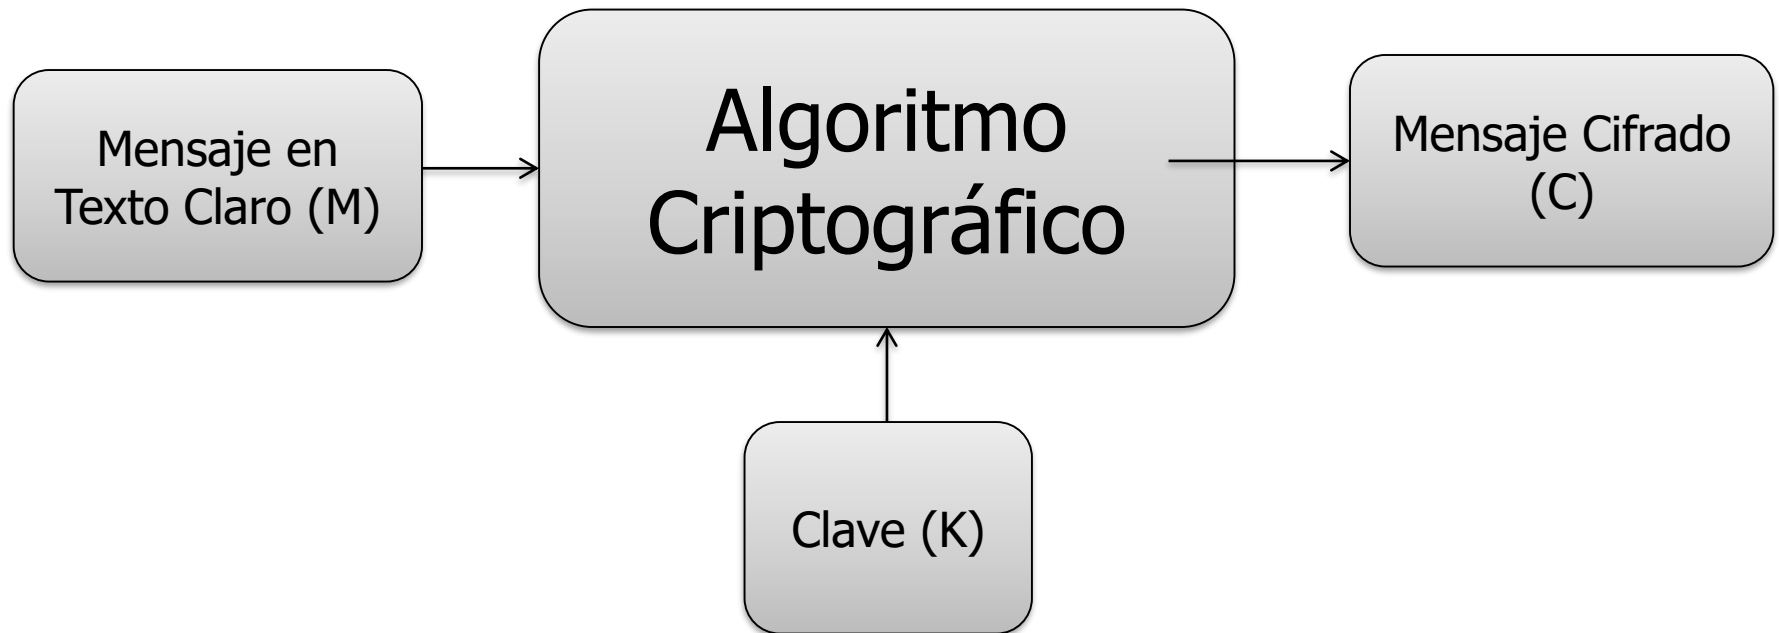 Mensaje en
Texto Claro (M)
Algoritmo
Criptográfico
Mensaje Cifrado
(C)
Clave (K)